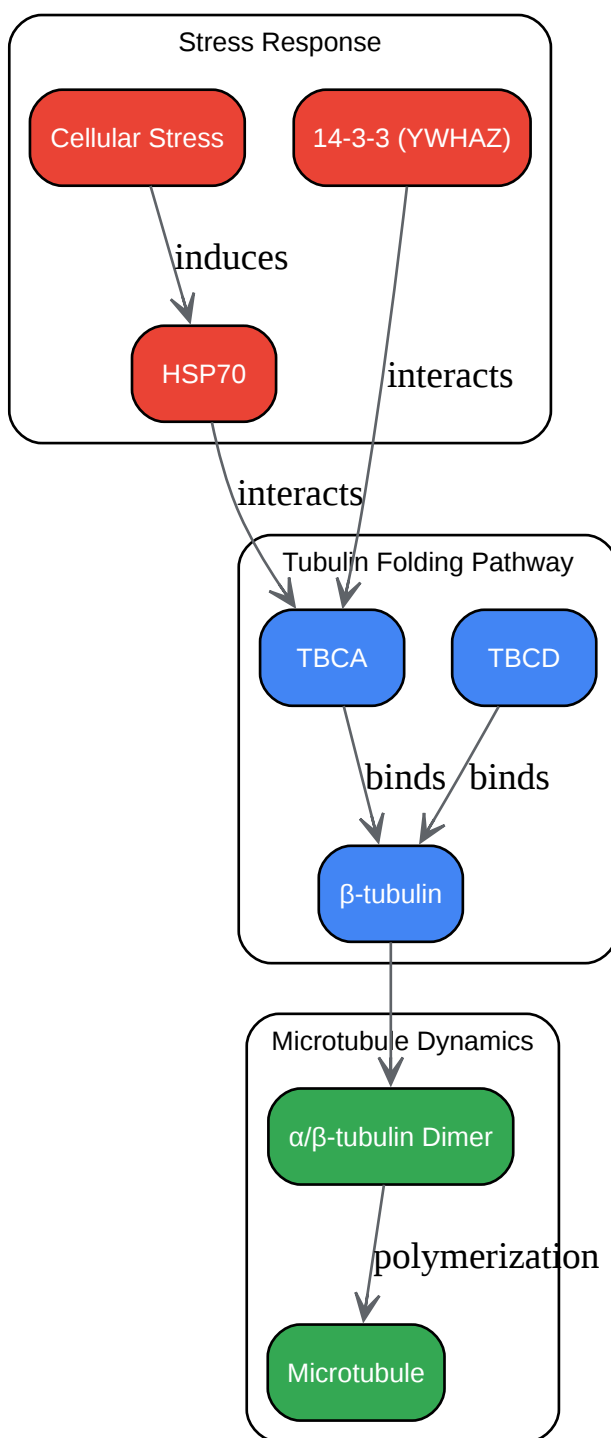 Stress Response
Cellular Stress
14-3-3 (YWHAZ)
induces
HSP70
interacts
interacts
Tubulin Folding Pathway
TBCA
TBCD
binds
binds
β-tubulin
Microtubule Dynamics
α/β-tubulin Dimer
polymerization
Microtubule